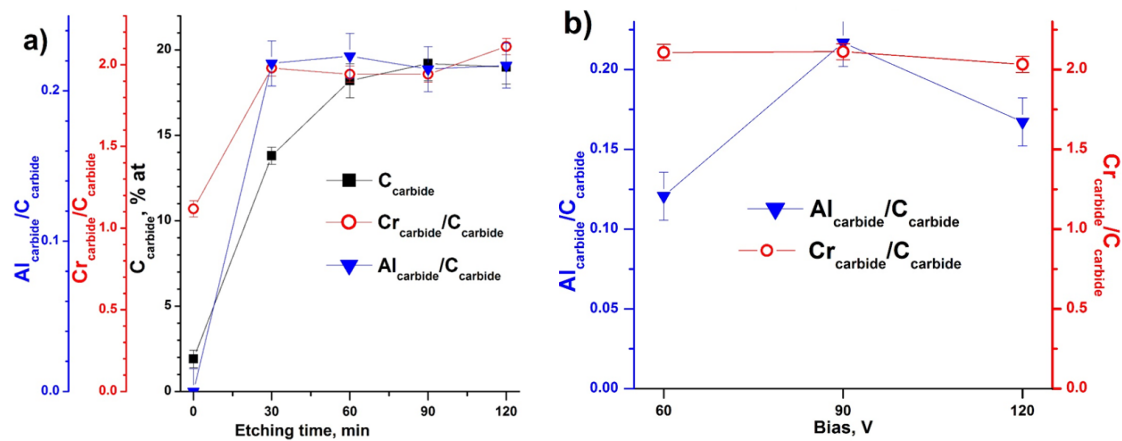 a)
Al_carbide/C_carbide
0.2
0.1
0.0
Cr_carbide/C_carbide
2.0
1.5
1.0
0.5
0.0
C_carbide, % at
20
15
10
5
0
C_carbide
Cr_carbide/C_carbide
Al_carbide/C_carbide
0 30 60 90 120
Etching time, min
b)
Al_carbide/C_carbide
0.20
0.15
0.10
0.05
0.00
Al_carbide/C_carbide
Cr_carbide/C_carbide
2.0
1.5
1.0
0.5
0.0
Cr_carbide/C_carbide
60 90 120
Bias, V